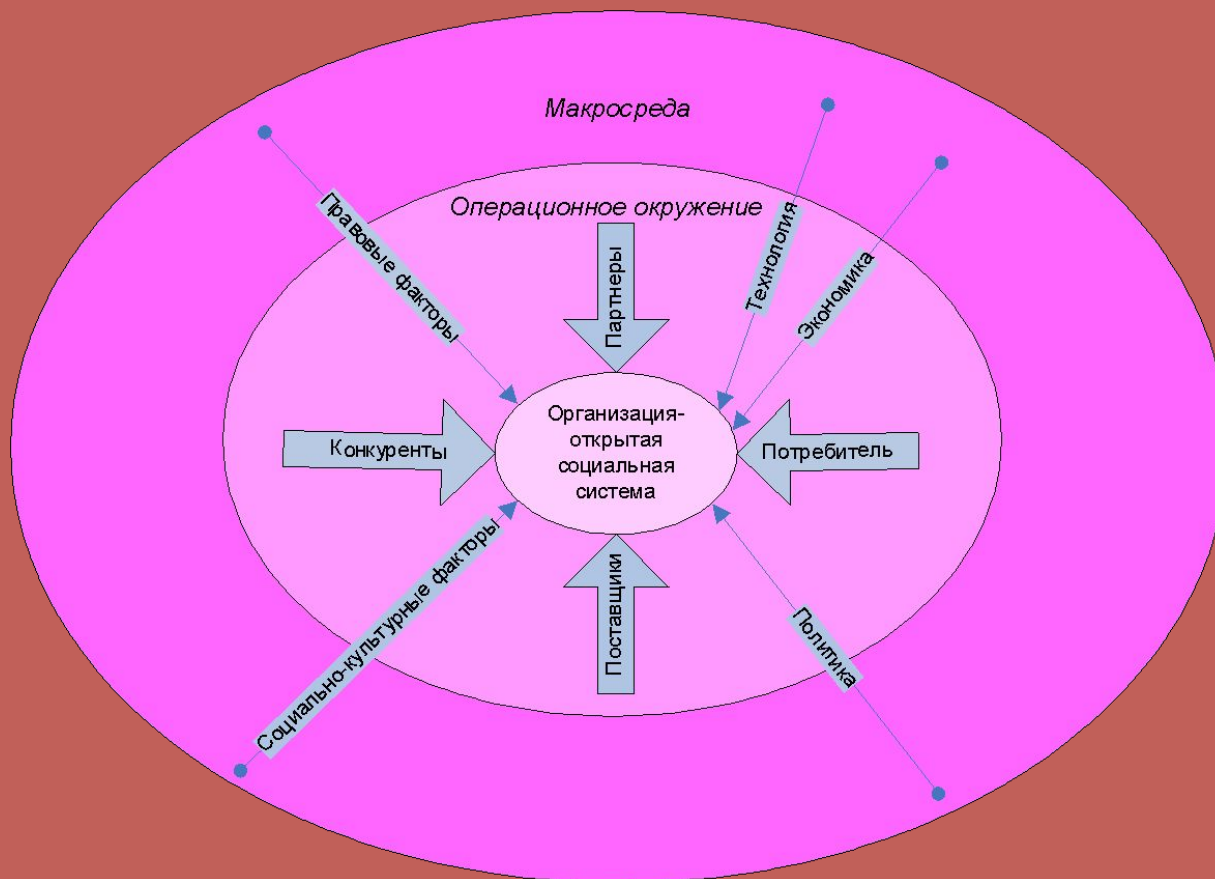 Макросреда
Операционное окружение
Правовые факторы
Партнеры
Технология
Экономика
Организация-
открытая
социальная
система
Конкуренты
Потребитель
Социально-культурные факторы
Поставщики
Политика